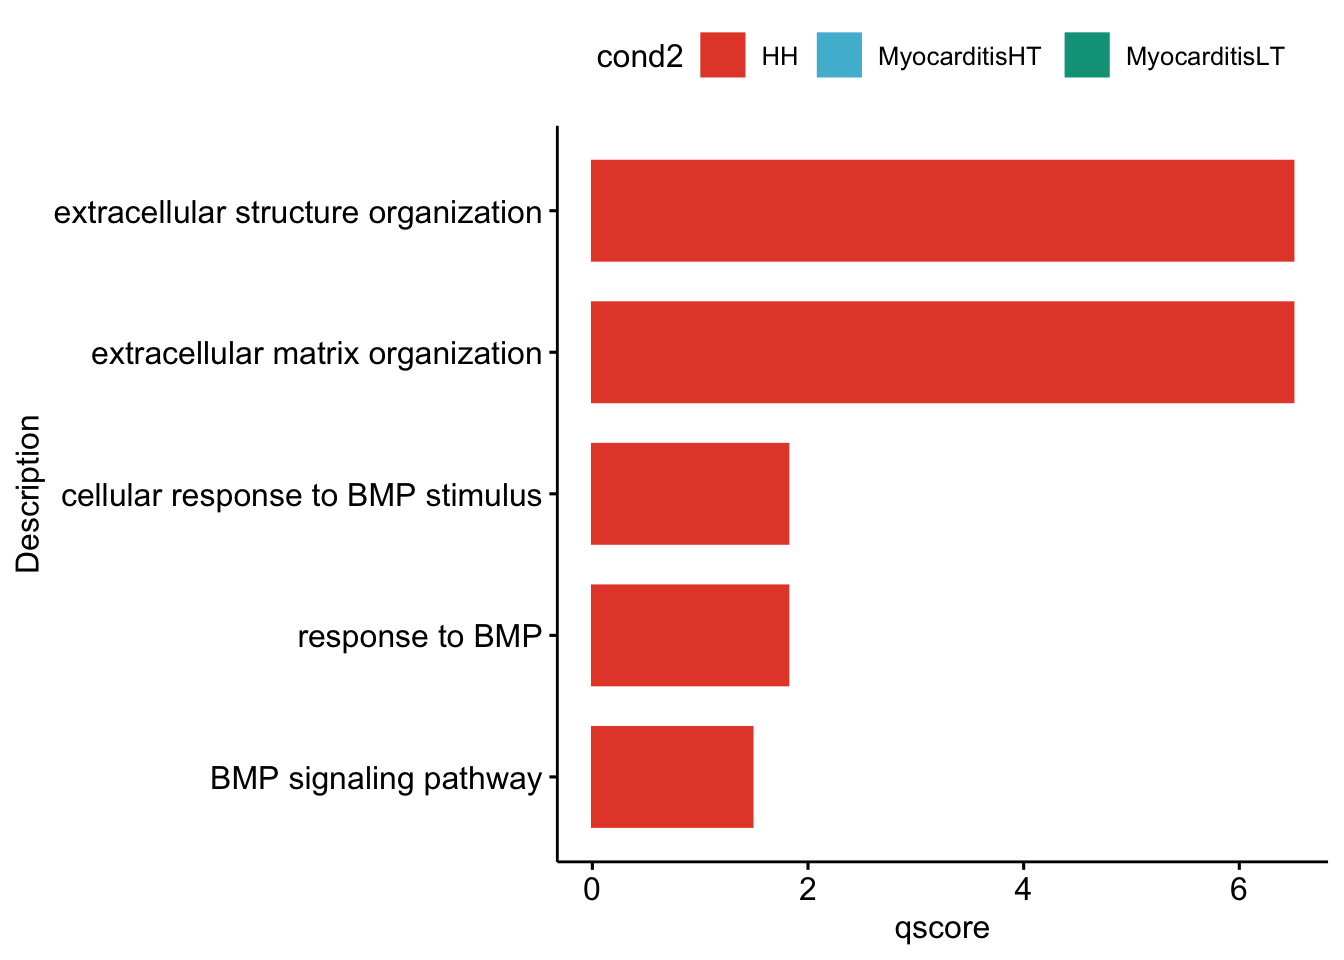 cond2 HH MyocarditisHT MyocarditisLT
extracellular structure organization
extracellular matrix organization
cellular response to BMP stimulus
response to BMP
BMP signaling pathway
Description
0 2 4 6
qscore